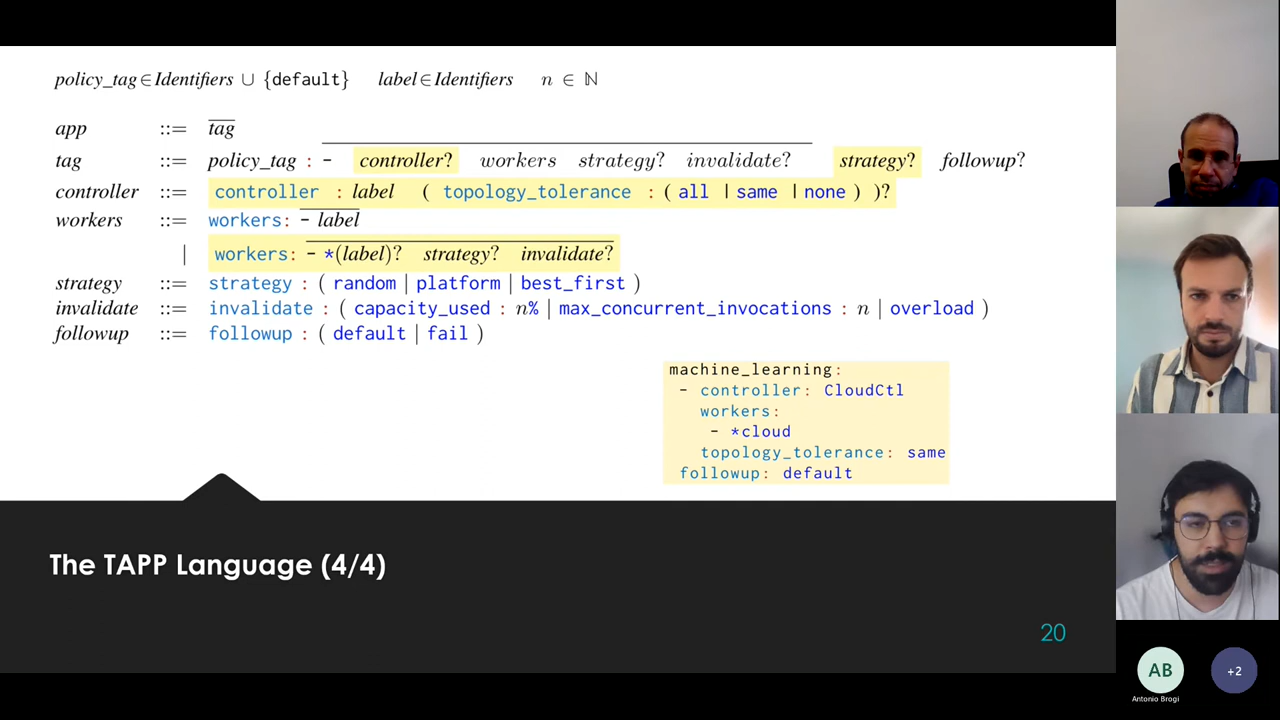 policy_tag ∈ Identifiers ∪ {default} label ∈ Identifiers n ∈ ℕ
app ::= tag
tag ::= policy_tag : - controller? workers strategy? invalidate? strategy? followup?
controller ::= controller : label ( topology_tolerance : ( all | same | none ) )?
workers ::= workers: - label
| workers: - *(label)? strategy? invalidate?
strategy ::= strategy : ( random | platform | best_first )
invalidate ::= invalidate : ( capacity_used : n% | max_concurrent_invocations : n | overload )
followup ::= followup : ( default | fail )
machine_learning:
- controller: CloudCtl
workers:
- *cloud
topology_tolerance: same
followup: default
The TAPP Language (4/4)
20
AB
+2
Antonio Brogi